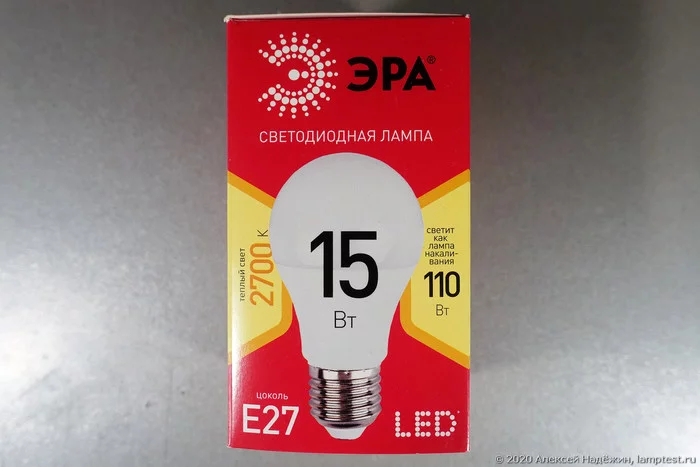 ЭРА®
СВЕТОДИОДНАЯ ЛАМПА
теплый свет
2700 К
15
Вт
светит
как
лампа
накали-
вания
110
Вт
цоколь
E27
LED
© 2020 Алексей Надёжин, lamptest.ru